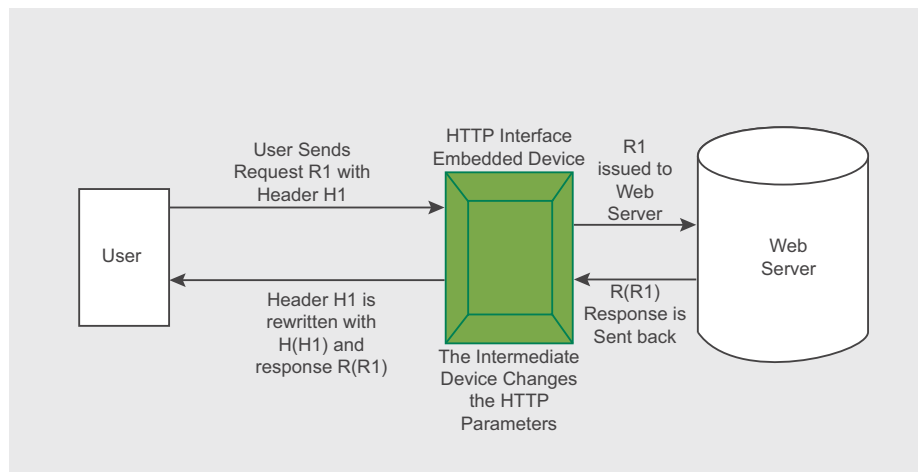 User Sends
Request R1 with
Header H1
HTTP Interface
Embedded Device
R1
issued to
Web
Server
User
Web
Server
Header H1 is
rewritten with
H(H1) and
response R(R1)
R(R1)
Response is
Sent back
The Intermediate
Device Changes
the HTTP
Parameters